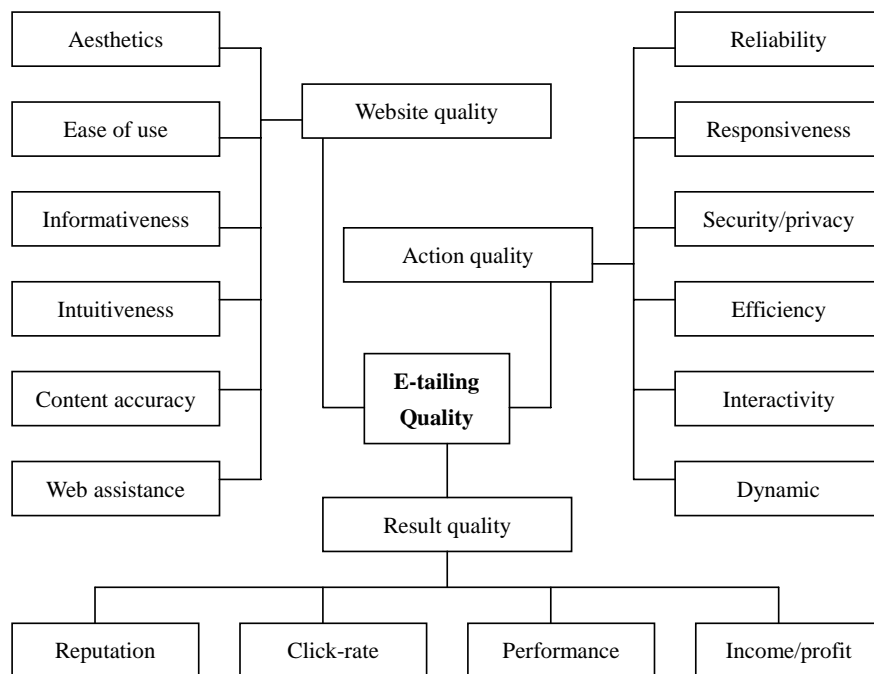 Aesthetics
Ease of use
Informativeness
Intuitiveness
Content accuracy
Web assistance
Website quality
Action quality
E-tailing
Quality
Result quality
Reliability
Responsiveness
Security/privacy
Efficiency
Interactivity
Dynamic
Reputation
Click-rate
Performance
Income/profit